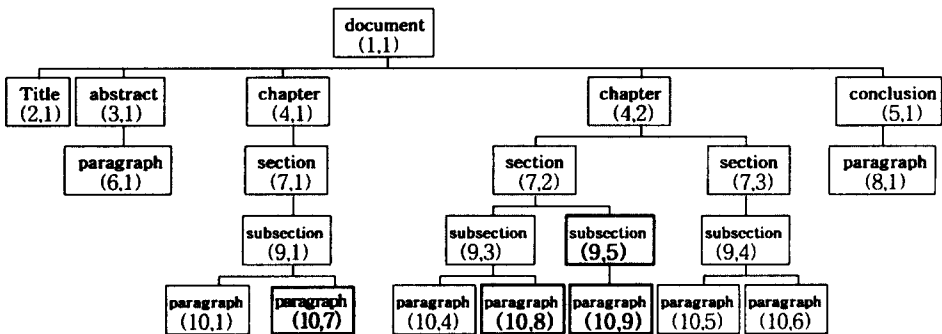 document
(1,1)
Title
(2,1)
abstract
(3,1)
chapter
(4,1)
chapter
(4,2)
conclusion
(5,1)
paragraph
(6,1)
section
(7,1)
section
(7,2)
section
(7,3)
paragraph
(8,1)
subsection
(9,1)
subsection
(9,3)
subsection
(9,5)
subsection
(9,4)
paragraph
(10,1)
paragraph
(10,7)
paragraph
(10,4)
paragraph
(10,8)
paragraph
(10,9)
paragraph
(10,5)
paragraph
(10,6)